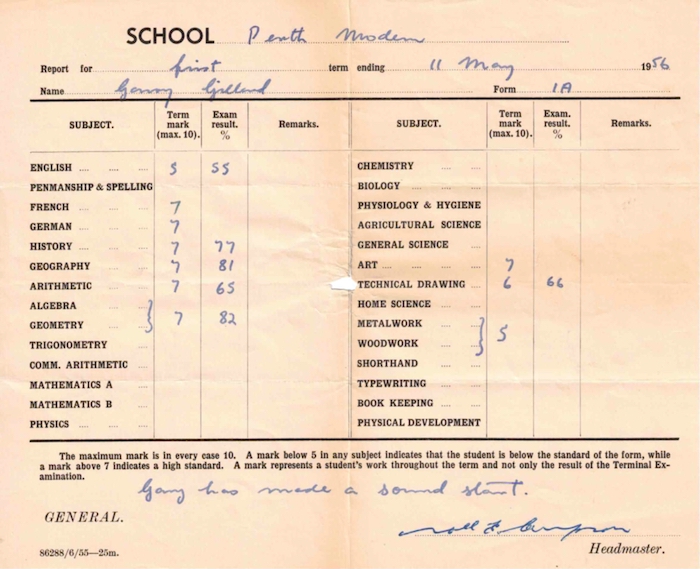 SCHOOL Perth Modern
Report for first term ending 11 May 1956
Name Garry Gillard Form 1A
SUBJECT. Term mark (max. 10). Exam result. % Remarks. SUBJECT. Term mark (max. 10). Exam. result. % Remarks.
ENGLISH 5 55 CHEMISTRY
PENMANSHIP & SPELLING BIOLOGY
FRENCH 7 PHYSIOLOGY & HYGIENE
GERMAN 7 AGRICULTURAL SCIENCE
HISTORY 7 77 GENERAL SCIENCE
GEOGRAPHY 7 81 ART 7
ARITHMETIC 7 65 TECHNICAL DRAWING 6 66
ALGEBRA HOME SCIENCE
GEOMETRY 7 82 METALWORK
TRIGONOMETRY WOODWORK 5
COMM. ARITHMETIC SHORTHAND
MATHEMATICS A TYPEWRITING
MATHEMATICS B BOOK KEEPING
PHYSICS PHYSICAL DEVELOPMENT
The maximum mark is in every case 10. A mark below 5 in any subject indicates that the student is below the standard of the form, while
a mark above 7 indicates a high standard. A mark represents a student's work throughout the term and not only the result of the Terminal Ex-
amination.
Garry has made a sound start.
GENERAL.
86288/6/55—25m. Headmaster.